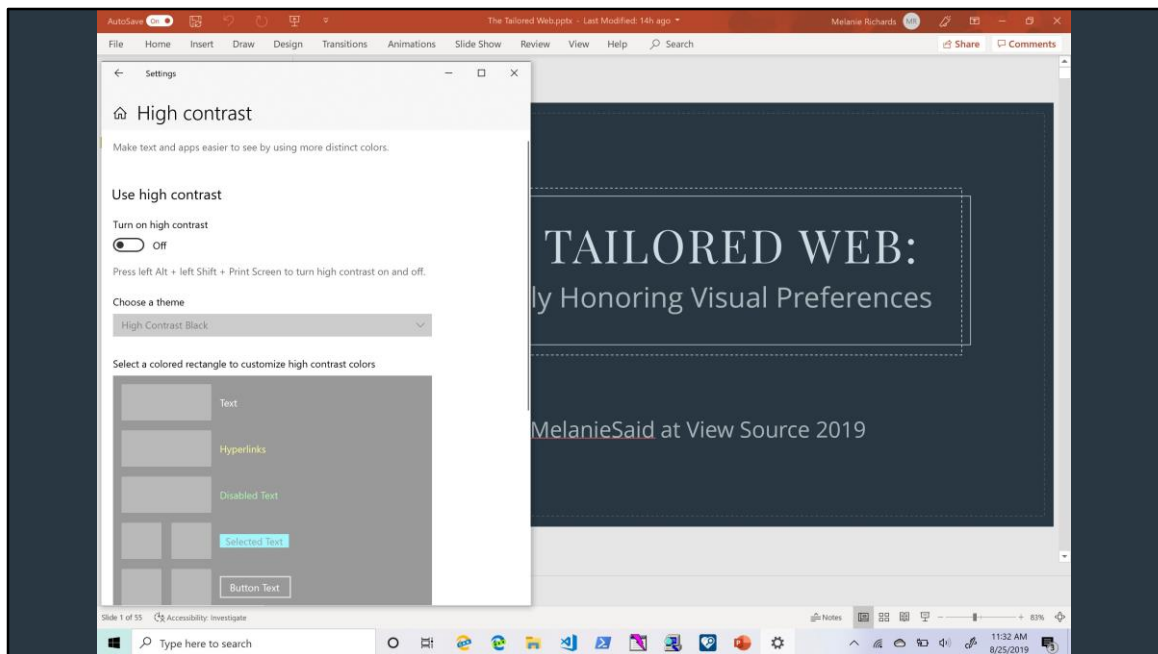 AutoSave On The Tailored Web.pptx - Last Modified: 14h ago Melanie Richards MR
File Home Insert Draw Design Transitions Animations Slide Show Review View Help Search Share Comments
Settings
High contrast
Make text and apps easier to see by using more distinct colors.
Use high contrast
Turn on high contrast
Off
Press left Alt + left Shift + Print Screen to turn high contrast on and off.
Choose a theme
High Contrast Black
Select a colored rectangle to customize high contrast colors
Text
Hyperlinks
Disabled Text
Selected Text
Button Text
TAILORED WEB:
ly Honoring Visual Preferences
MelanieSaid at View Source 2019
Slide 1 of 55 Accessibility: Investigate Notes 83%
Type here to search 11:32 AM
8/25/2019
3